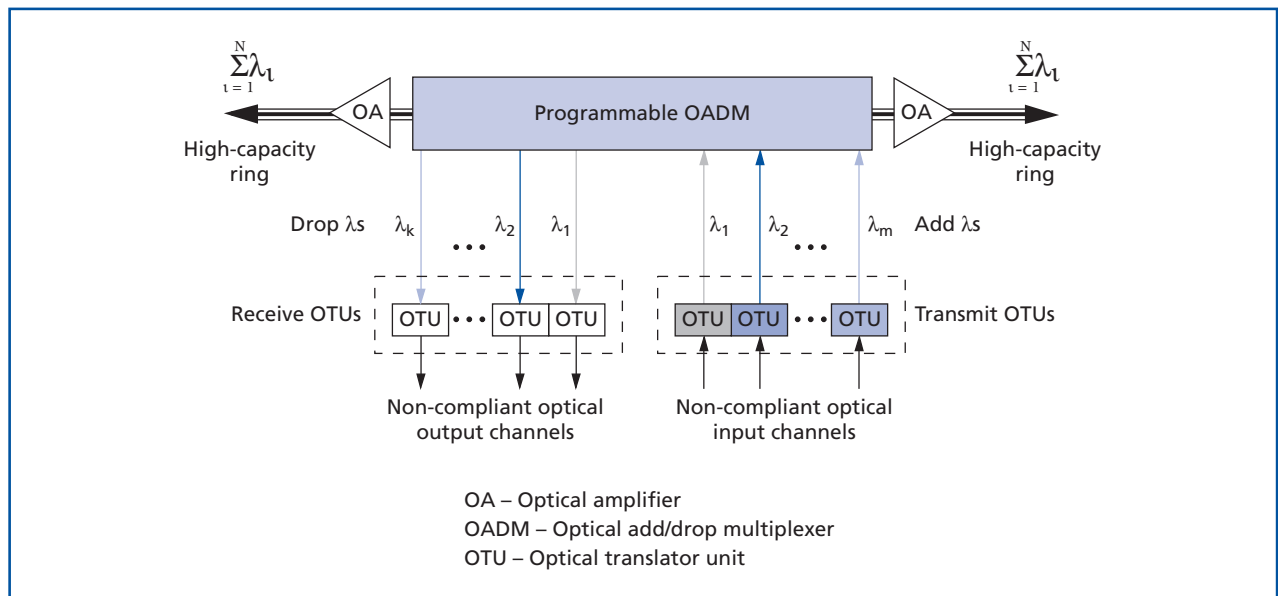 N
Σλι
ι = 1
N
Σλι
ι = 1
OA
Programmable OADM
OA
High-capacity
ring
High-capacity
ring
Drop λs
λk
•••
λ2
λ1
λ1
λ2
•••
λm
Add λs
Receive OTUs
OTU
•••
OTU
OTU
OTU
OTU
•••
OTU
Transmit OTUs
Non-compliant optical
output channels
Non-compliant optical
input channels
OA – Optical amplifier
OADM – Optical add/drop multiplexer
OTU – Optical translator unit